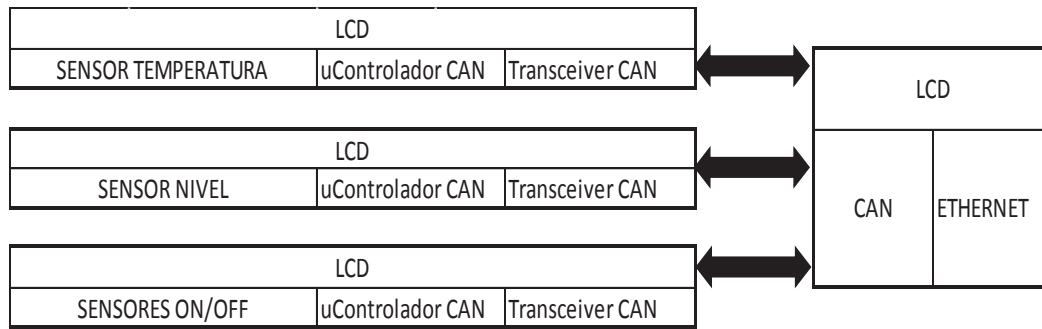 LCD
SENSOR TEMPERATURA uControlador CAN Transceiver CAN
LCD
SENSOR NIVEL uControlador CAN Transceiver CAN
LCD
SENSORES ON/OFF uControlador CAN Transceiver CAN
LCD
CAN ETHERNET